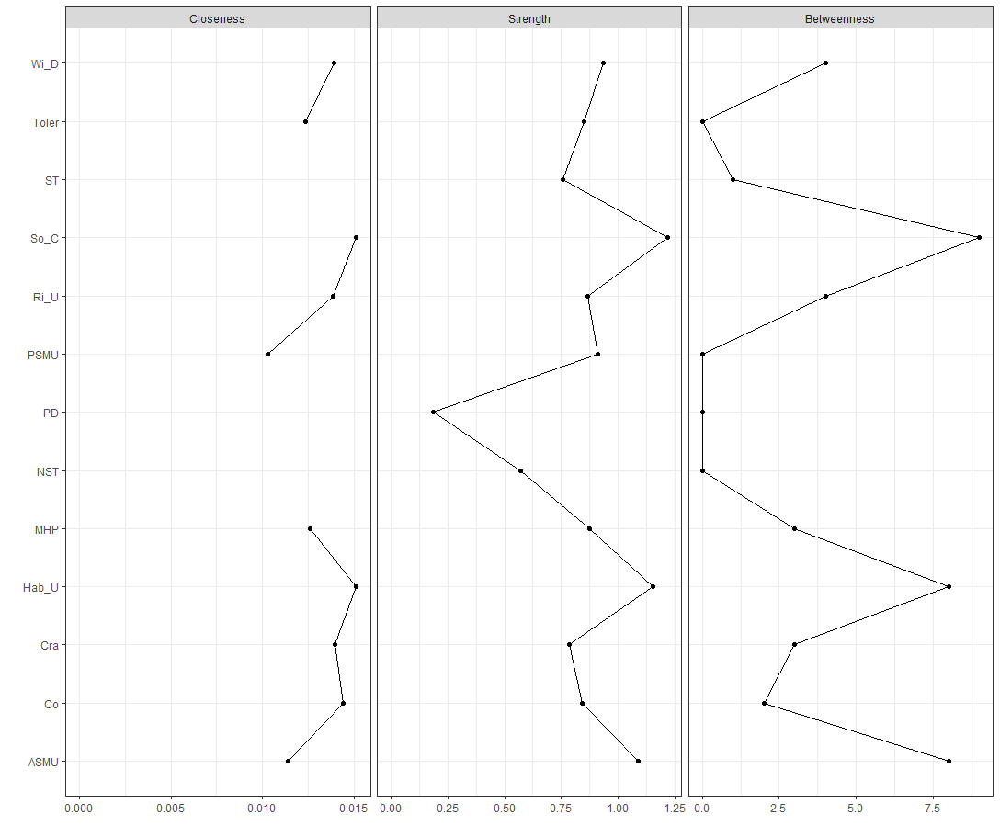 Closeness Strength Betweenness
Wi_D
Toler
ST
So_C
Ri_U
PSMU
PD
NST
MHP
Hab_U
Cra
Co
ASMU
0.000 0.005 0.010 0.015 0.00 0.25 0.50 0.75 1.00 1.25 0.0 2.5 5.0 7.5